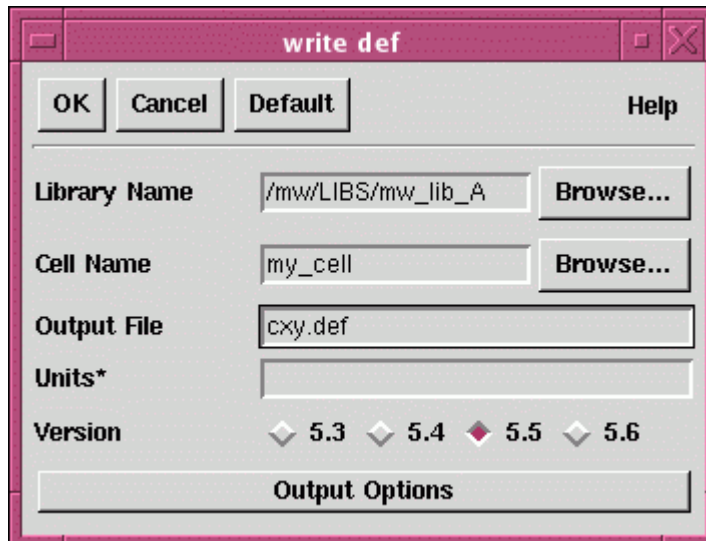 write def
OK Cancel Default Help
Library Name /mw/LIBS/mw_lib_A Browse...
Cell Name my_cell Browse...
Output File cxy.def
Units*
Version 5.3 5.4 5.5 5.6
Output Options